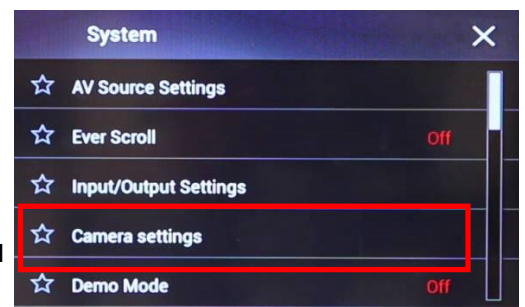 System
AV Source Settings
Ever Scroll Off
Input/Output Settings
Camera settings
Demo Mode Off